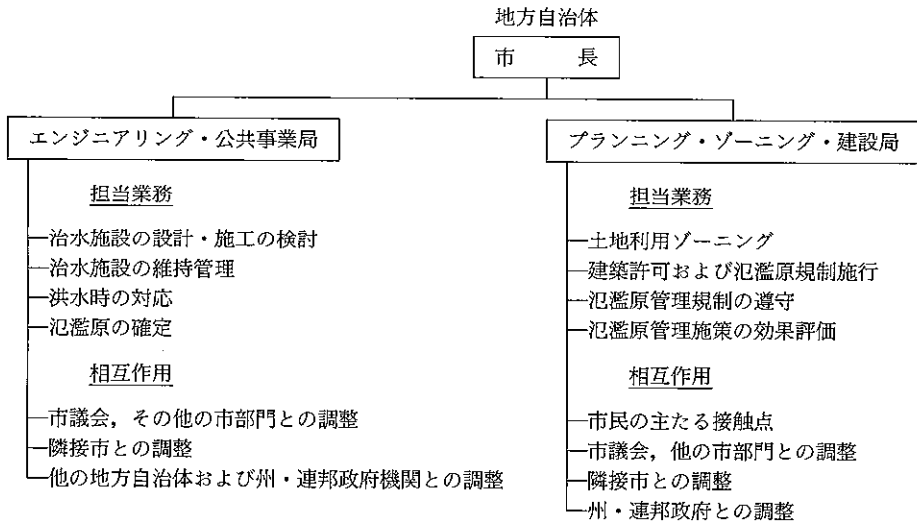 地方自治体
市長
エンジニアリング・公共事業局
担当業務
治水施設の設計・施工の検討
治水施設の維持管理
洪水時の対応
氾濫原の確定
相互作用
市議会，その他の市部門との調整
隣接市との調整
他の地方自治体および州・連邦政府機関との調整
プランニング・ゾーニング・建設局
担当業務
土地利用ゾーニング
建築許可および氾濫原規制施行
氾濫原管理規制の遵守
氾濫原管理施策の効果評価
相互作用
市民の主たる接触点
市議会，他の市部門との調整
隣接市との調整
州・連邦政府との調整